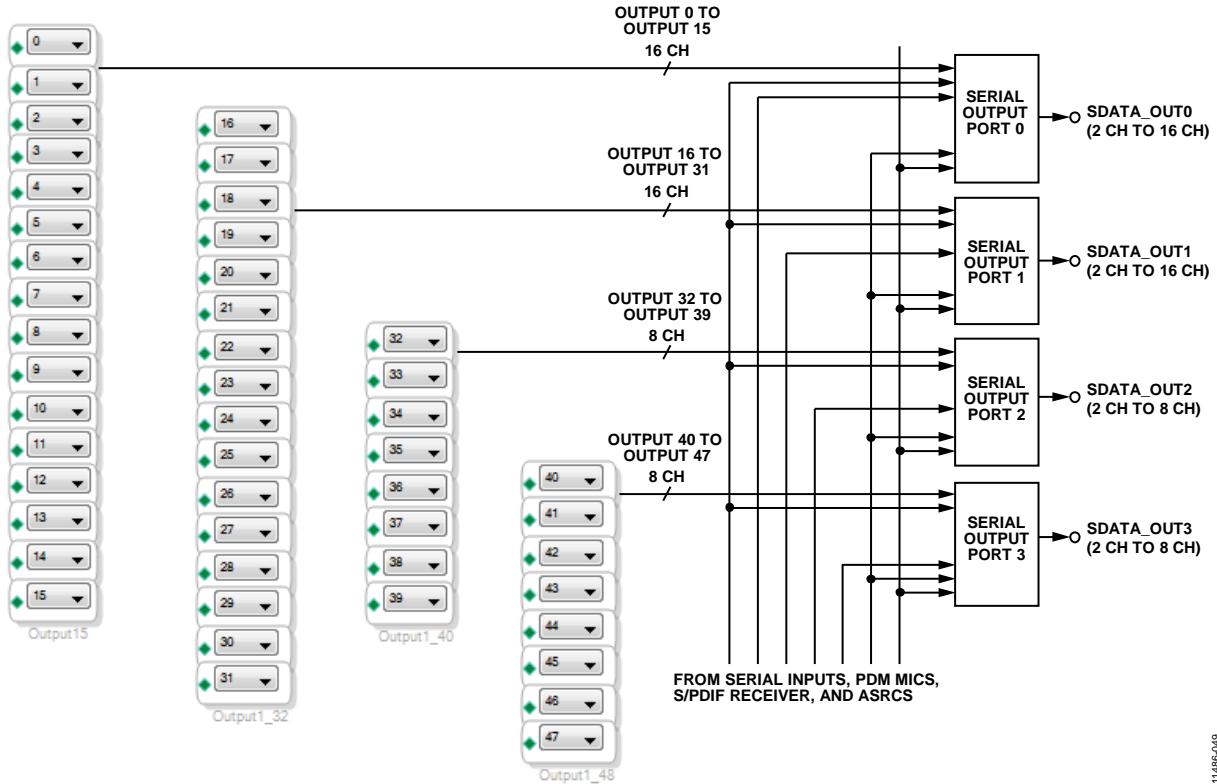 0
1
2
3
4
5
6
7
8
9
10
11
12
13
14
15
Output15
16
17
18
19
20
21
22
23
24
25
26
27
28
29
30
31
Output1_32
32
33
34
35
36
37
38
39
Output1_40
40
41
42
43
44
45
46
47
Output1_48
OUTPUT 0 TO
OUTPUT 15
16 CH
OUTPUT 16 TO
OUTPUT 31
16 CH
OUTPUT 32 TO
OUTPUT 39
8 CH
OUTPUT 40 TO
OUTPUT 47
8 CH
SERIAL
OUTPUT
PORT 0
SDATA_OUT0
(2 CH TO 16 CH)
SERIAL
OUTPUT
PORT 1
SDATA_OUT1
(2 CH TO 16 CH)
SERIAL
OUTPUT
PORT 2
SDATA_OUT2
(2 CH TO 8 CH)
SERIAL
OUTPUT
PORT 3
SDATA_OUT3
(2 CH TO 8 CH)
FROM SERIAL INPUTS, PDM MICS,
S/PDIF RECEIVER, AND ASRCS
11486-049